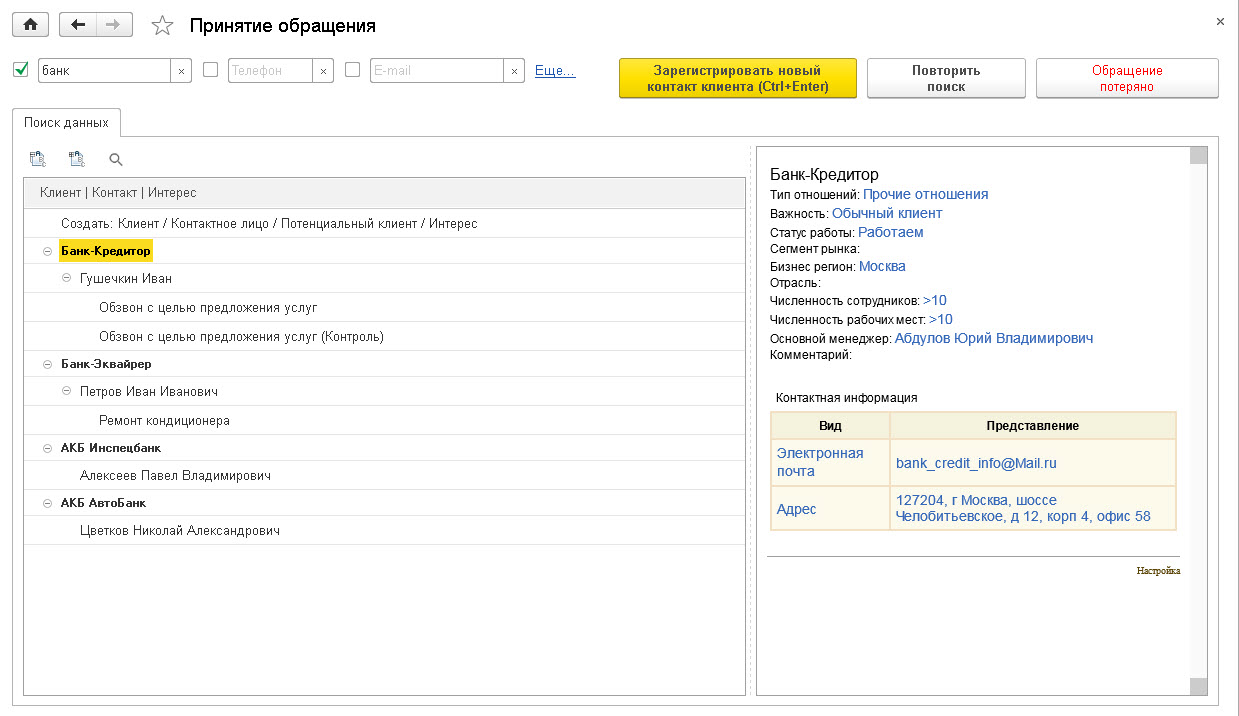 Принятие обращения
×
банк × Телефон × E-mail × Еще...
Зарегистрировать новый
контакт клиента (Ctrl+Enter)
Повторить
поиск
Обращение
потеряно
Поиск данных
Клиент | Контакт | Интерес
Создать: Клиент / Контактное лицо / Потенциальный клиент / Интерес
Банк-Кредитор
Гушечкин Иван
Обзвон с целью предложения услуг
Обзвон с целью предложения услуг (Контроль)
Банк-Эквайрер
Петров Иван Иванович
Ремонт кондиционера
АКБ Инспецбанк
Алексеев Павел Владимирович
АКБ АвтоБанк
Цветков Николай Александрович
Банк-Кредитор
Тип отношений: Прочие отношения
Важность: Обычный клиент
Статус работы: Работаем
Сегмент рынка:
Бизнес регион: Москва
Отрасль:
Численность сотрудников: >10
Численность рабочих мест: >10
Основной менеджер: Абдулов Юрий Владимирович
Комментарий:
Контактная информация
Вид Представление
Электронная
почта
bank_credit_info@Mail.ru
Адрес
127204, г Москва, шоссе
Челобитьевское, д 12, корп 4, офис 58
Настройка